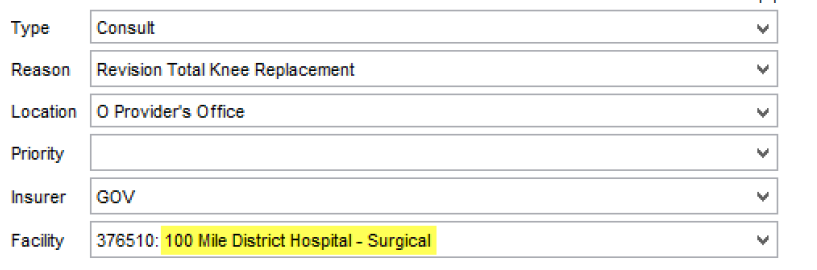 Type Consult
Reason Revision Total Knee Replacement
Location O Provider's Office
Priority
Insurer GOV
Facility 376510: 100 Mile District Hospital - Surgical